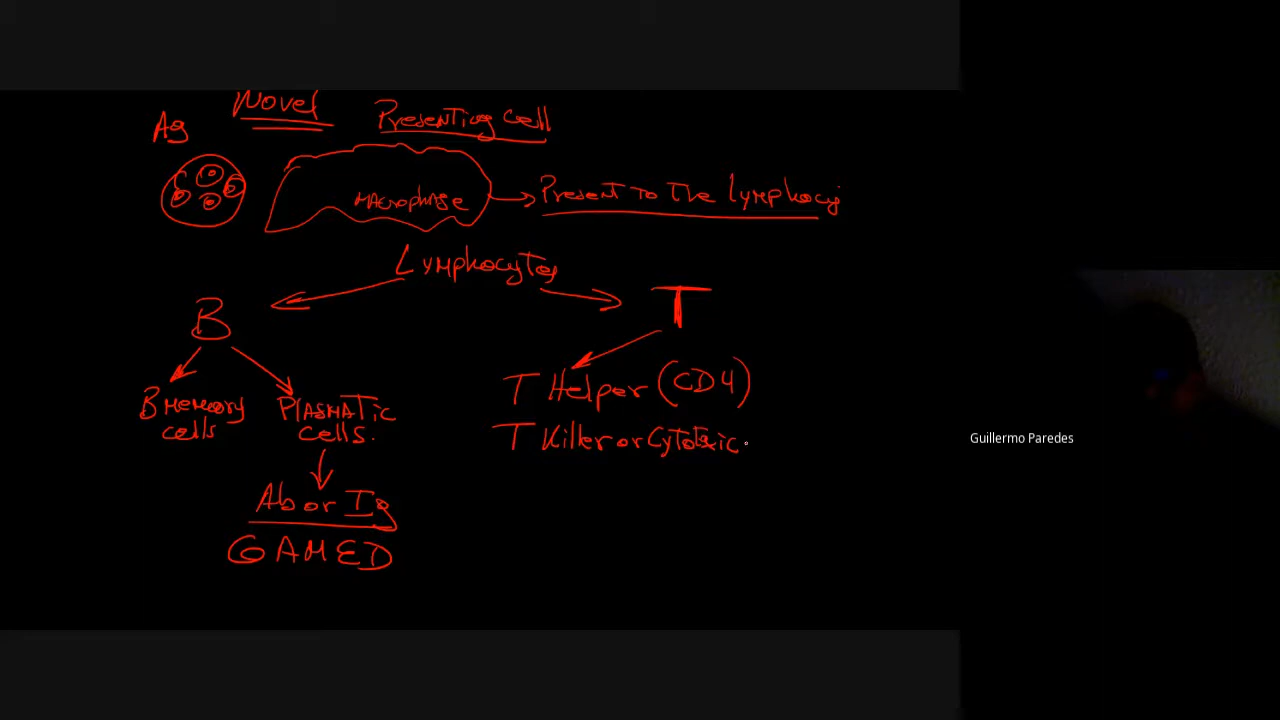 Novel
Ag
Presenting cell
Macrophage
Present to the lymphocy
Lymphocytes
B
T
B memory
cells
Plasmatic
cells.
T Helper (CD4)
T Killer or Cytotoxic
Ab or Ig
GAMED
Guillermo Paredes